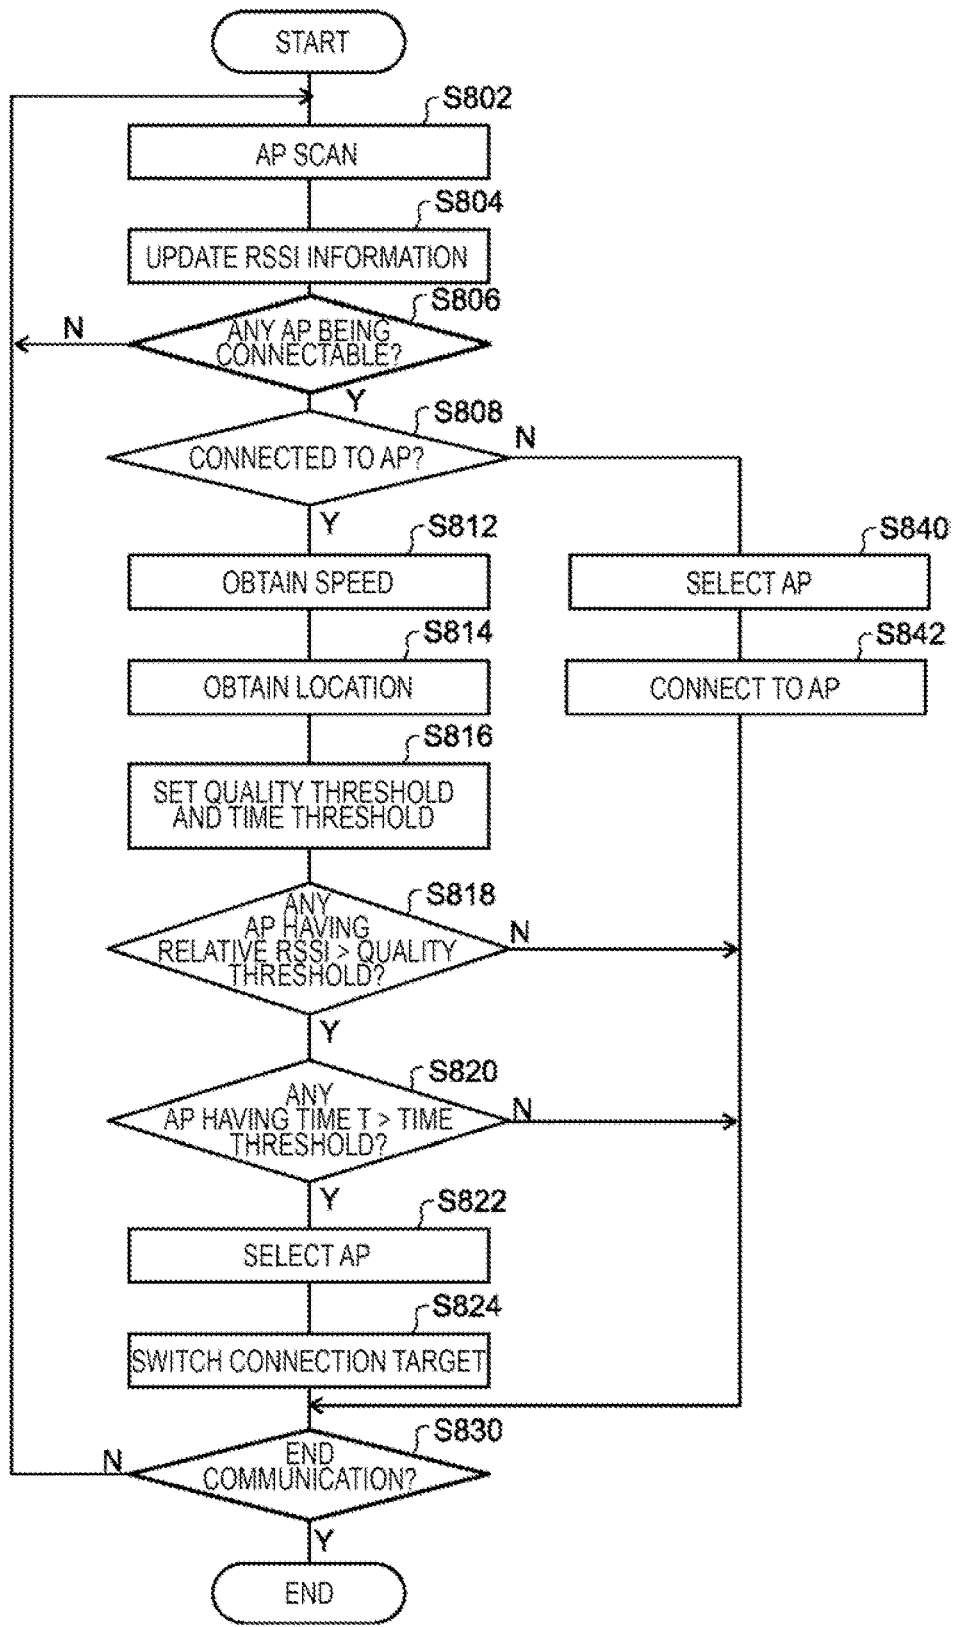 START
S802
AP SCAN
S804
UPDATE RSSI INFORMATION
S806
ANY AP BEING
CONNECTABLE?
N
Y
S808
CONNECTED TO AP?
N
Y
S812
OBTAIN SPEED
S840
SELECT AP
S814
OBTAIN LOCATION
S842
CONNECT TO AP
S816
SET QUALITY THRESHOLD
AND TIME THRESHOLD
S818
ANY
AP HAVING
RELATIVE RSSI > QUALITY
THRESHOLD?
N
Y
S820
ANY
AP HAVING TIME T > TIME
THRESHOLD?
N
Y
S822
SELECT AP
S824
SWITCH CONNECTION TARGET
S830
END
COMMUNICATION?
N
Y
END